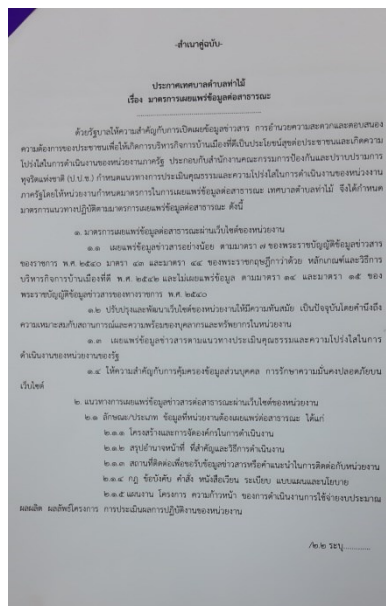 -สำเนาคู่ฉบับ-
ประกาศเทศบาลตำบลท่าไม้
เรื่อง มาตรการเผยแพร่ข้อมูลต่อสาธารณะ
ด้วยรัฐบาลให้ความสำคัญกับการเปิดเผยข้อมูลข่าวสาร การอำนวยความสะดวกและตอบสนอง
ความต้องการของประชาชนเพื่อให้เกิดการบริหารกิจการบ้านเมืองที่ดีเป็นประโยชน์สุขต่อประชาชนและเกิดความ
โปร่งใสในการดำเนินงานของหน่วยงานภาครัฐ ประกอบกับสำนักงานคณะกรรมการป้องกันและปราบปรามการ
ทุจริตแห่งชาติ (ป.ป.ช.) กำหนดแนวทางการประเมินคุณธรรมและความโปร่งใสในการดำเนินงานของหน่วงงาน
ภาครัฐโดยให้หน่วยงานกำหนดมาตรการในการเผยแพร่ข้อมูลต่อสาธารณะ เทศบาลตำบลท่าไม้ จึงได้กำหนด
มาตรการแนวทางปฏิบัติตามมาตรการเผยแพร่ข้อมูลต่อสาธารณะ ดังนี้
๑. มาตรการเผยแพร่ข้อมูลต่อสาธารณะผ่านเว็บไซต์ของหน่วยงาน
๑.๑ เผยแพร่ข้อมูลข่าวสารอย่างน้อย ตามมาตรา ๗ ของพระราชบัญญัติข้อมูลข่าวสาร
ของราชการ พ.ศ. ๒๕๔๐ มาตรา ๔๓ และมาตรา ๔๔ ของพระราชกฤษฎีกาว่าด้วย หลักเกณฑ์และวิธีการ
บริหารกิจการบ้านเมืองที่ดี พ.ศ. ๒๕๔๖ และไม่เผยแพร่ข้อมูล ตามมาตรา ๑๔ และมาตรา ๑๕ ของ
พระราชบัญญัติข้อมูลข่าวสารของทางราชการ พ.ศ. ๒๕๔๐
๑.๒ ปรับปรุงและพัฒนาเว็บไซต์ของหน่วยงานให้มีความทันสมัย เป็นปัจจุบันโดยคำนึงถึง
ความเหมาะสมกับสถานการณ์และความพร้อมของบุคลากรและทรัพยากรในหน่วยงาน
๑.๓ เผยแพร่ข้อมูลข่าวสารตามแนวทางประเมินคุณธรรมและความโปร่งใสในการ
ดำเนินงานของหน่วยงานของรัฐ
๑.๔ ให้ความสำคัญกับการคุ้มครองข้อมูลส่วนบุคคล การรักษาความมั่นคงปลอดภัยบน
เว็บไซต์
๒. แนวทางการเผยแพร่ข้อมูลข่าวสารต่อสาธารณะผ่านเว็บไซต์ของหน่วยงาน
๒.๑ ลักษณะ/ประเภท ข้อมูลที่หน่วยงานต้องเผยแพร่ต่อสาธารณะ ได้แก่
๒.๑.๑ โครงสร้างและการจัดองค์กรในการดำเนินงาน
๒.๑.๒ สรุปอำนาจหน้าที่ ที่สำคัญและวิธีการดำเนินงาน
๒.๑.๓ สถานที่ติดต่อเพื่อขอรับข้อมูลข่าวสารหรือคำแนะนำในการติดต่อกับหน่วยงาน
๒.๑.๔ กฎ ข้อบังคับ คำสั่ง หนังสือเวียน ระเบียบ แบบแผนและนโยบาย
๒.๑.๕ แผนงาน โครงการ ความก้าวหน้า ของการดำเนินงานการใช้จ่ายงบประมาณ
ผลผลิต ผลลัพธ์โครงการ การประเมินผลการปฏิบัติงานของหน่วยงาน
/๒.๒ ระบุ............